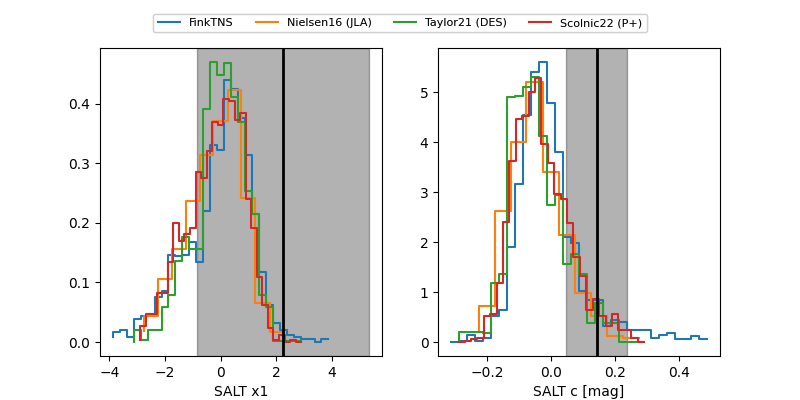 FinkTNS Nielsen16 (JLA) Taylor21 (DES) Scolnic22 (P+)
0.4
0.3
0.2
0.1
0.0
−4 −2 0 2 4
SALT x1
5
4
3
2
1
0
−0.2 0.0 0.2 0.4
SALT c [mag]